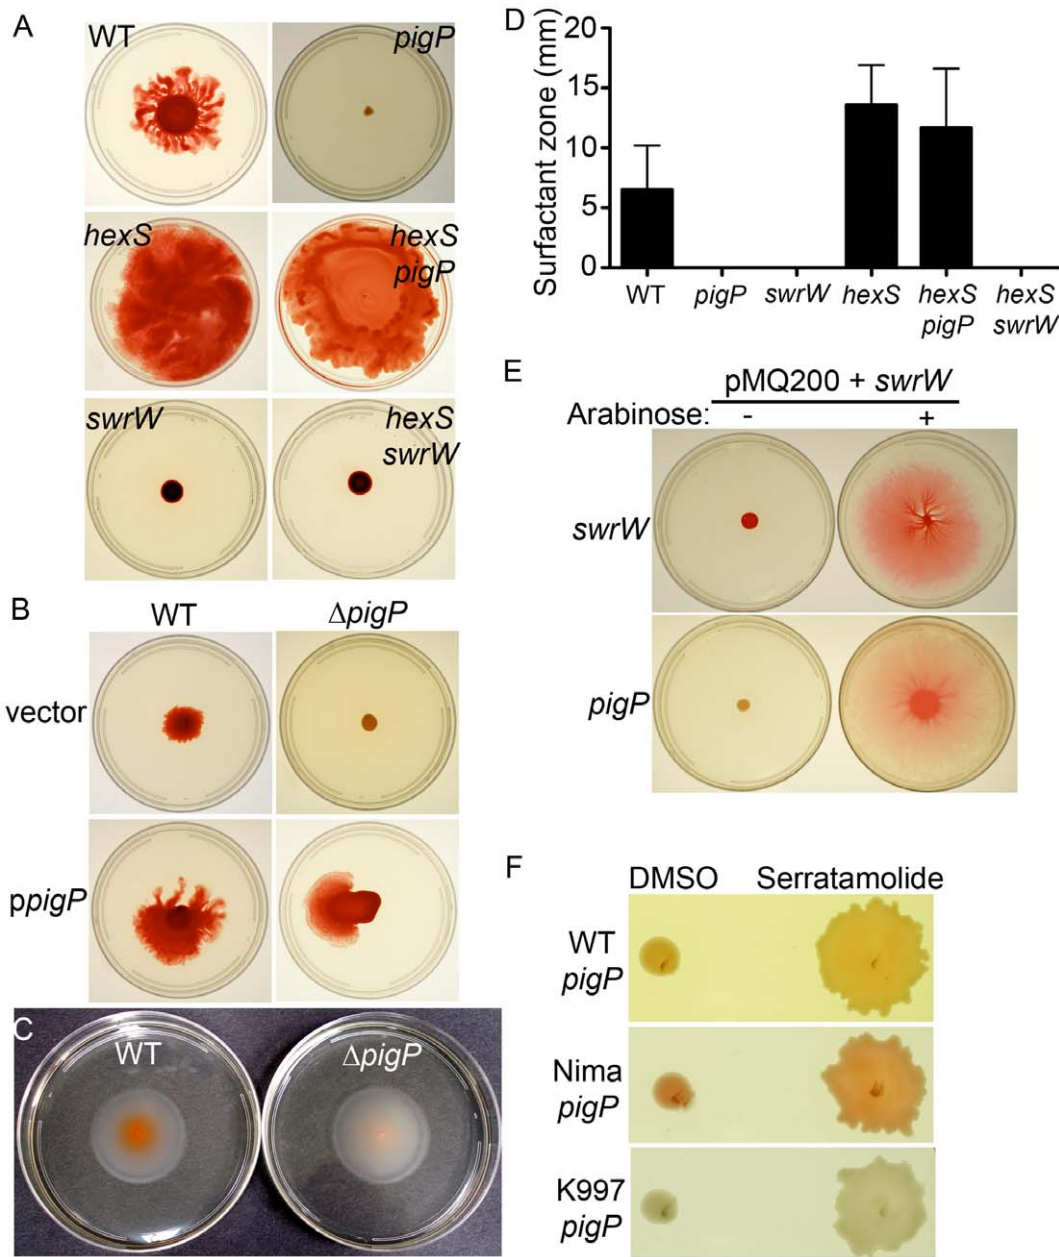 A
WT
pigP
hexS
hexS
pigP
swrW
hexS
swrW
B
WT
ΔpigP
vector
ppigP
C
WT
ΔpigP
D
Surfactant zone (mm)
20
15
10
5
0
WT
pigP
swrW
hexS
hexS
pigP
hexS
swrW
E
pMQ200 + swrW
Arabinose:
-
+
swrW
pigP
F
DMSO
Serratamolide
WT
pigP
Nima
pigP
K997
pigP